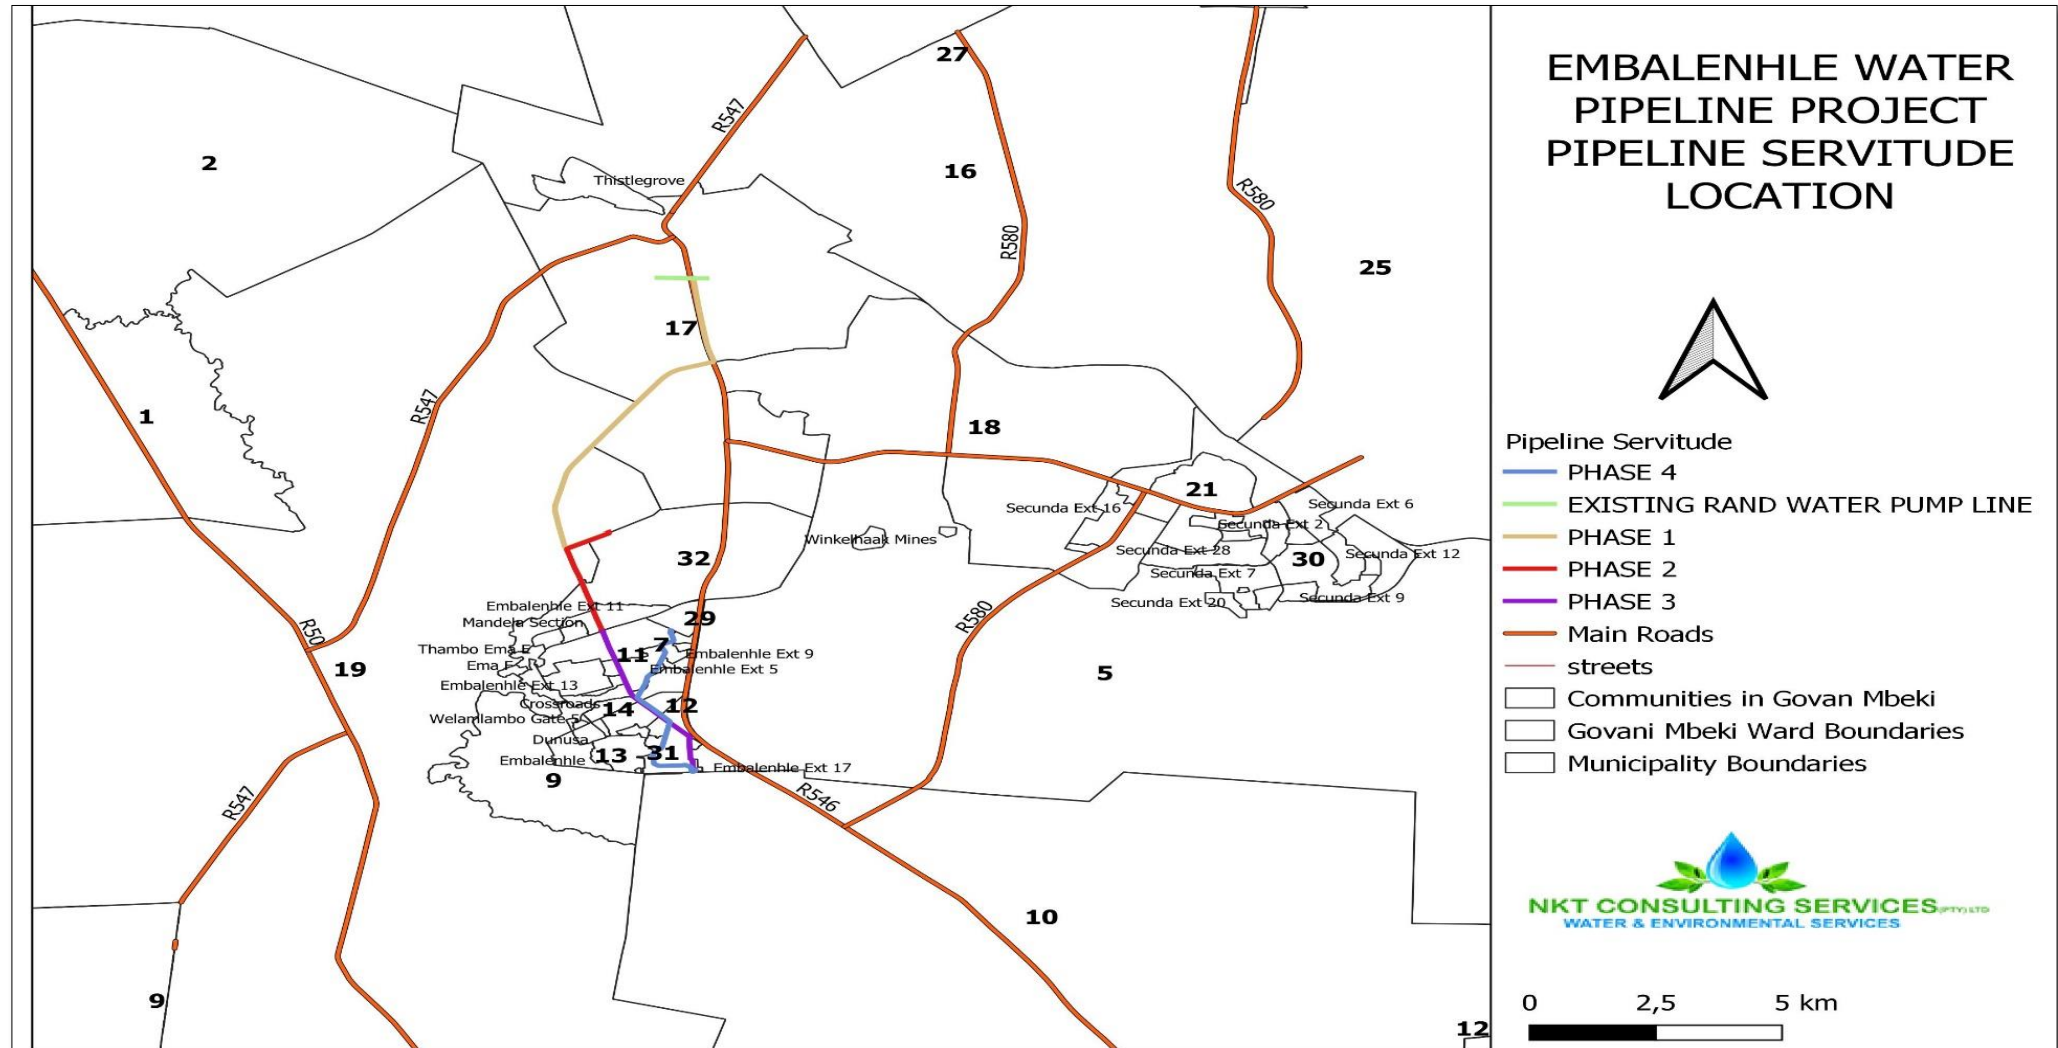 EMBALENHLE WATER
PIPELINE PROJECT
PIPELINE SERVITUDE
LOCATION
27
R547
2
16
Thistlegrove
R580
R580
25
17
1
R547
18
21
Secunda Ext 6
Secunda Ext 16
Secunda Ext 2
Winkelhaak Mines
32
Secunda Ext 28
30
Secunda Ext 12
Secunda Ext 7
Secunda Ext 20
Secunda Ext 9
Embalenhle Ext 11
29
R580
Mandela Section
R50
7
Thambo Ema E
11
Embalenhle Ext 9
Ema F
Embalenhle Ext 5
19
5
Embalenhle Ext 13
Crossroads
14
12
Welamlambo Gate 5
Dunusa
13
31
Embalenhle
Embalenhle Ext 17
9
R547
R546
10
9
12
Pipeline Servitude
PHASE 4
EXISTING RAND WATER PUMP LINE
PHASE 1
PHASE 2
PHASE 3
Main Roads
streets
Communities in Govan Mbeki
Govani Mbeki Ward Boundaries
Municipality Boundaries
NKT CONSULTING SERVICES (PTY) LTD
WATER & ENVIRONMENTAL SERVICES
0 2,5 5 km